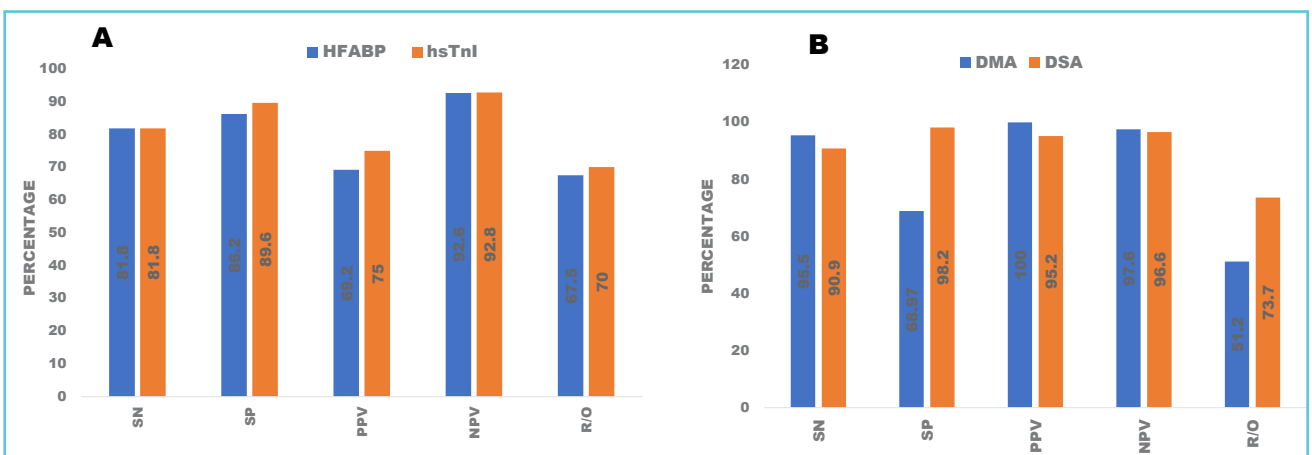 A
HFABP hsTnI
PERCENTAGE
100
90
80
70
60
50
40
30
20
10
0
81.8 81.8 86.2 89.6 69.2 75 92.6 92.8 67.5 70
SN SP PPV NPV R/O
B
DMA DSA
PERCENTAGE
120
100
80
60
40
20
0
95.5 90.9 68.97 98.2 100 95.2 97.6 96.6 51.2 73.7
SN SP PPV NPV R/O